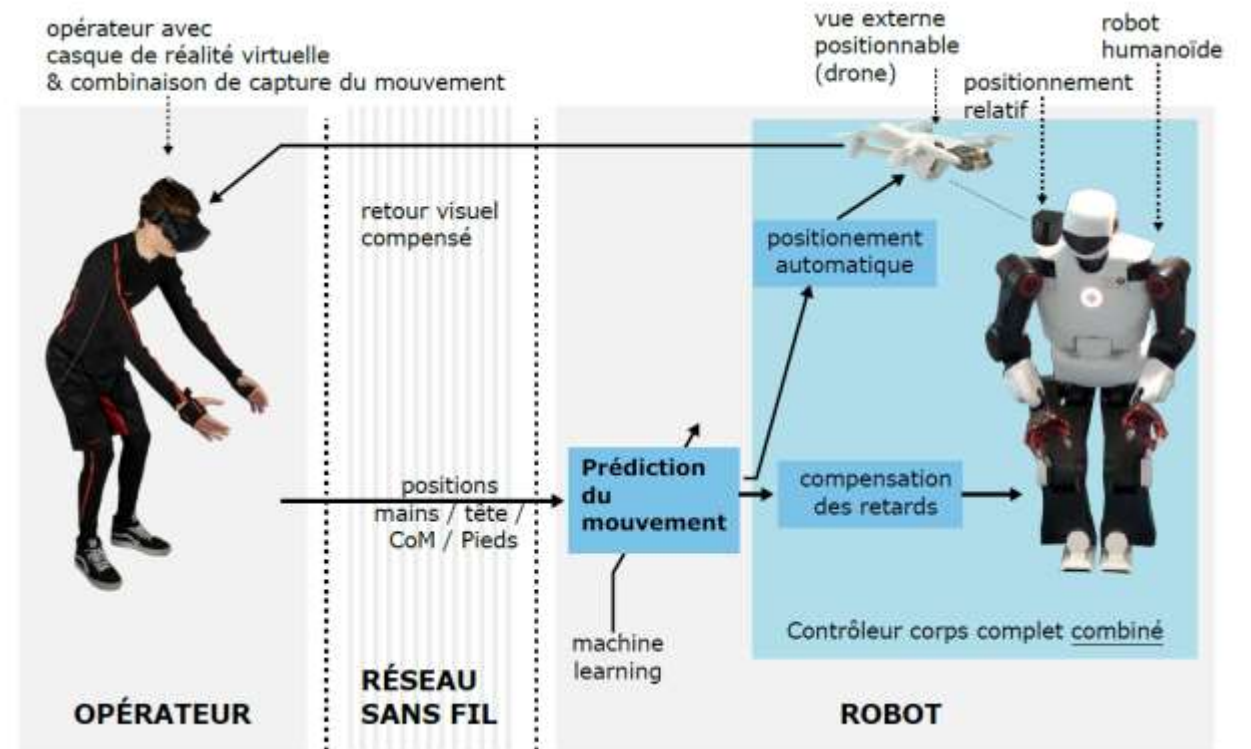 opérateur avec
casque de réalité virtuelle
& combinaison de capture du mouvement
vue externe
positionnable
(drone)
robot
humanoïde
positionnement
relatif
retour visuel
compensé
positionement
automatique
positions
mains / tête /
CoM / Pieds
Prédiction
du
mouvement
compensation
des retards
machine
learning
Contrôleur corps complet combiné
OPÉRATEUR
RÉSEAU
SANS FIL
ROBOT